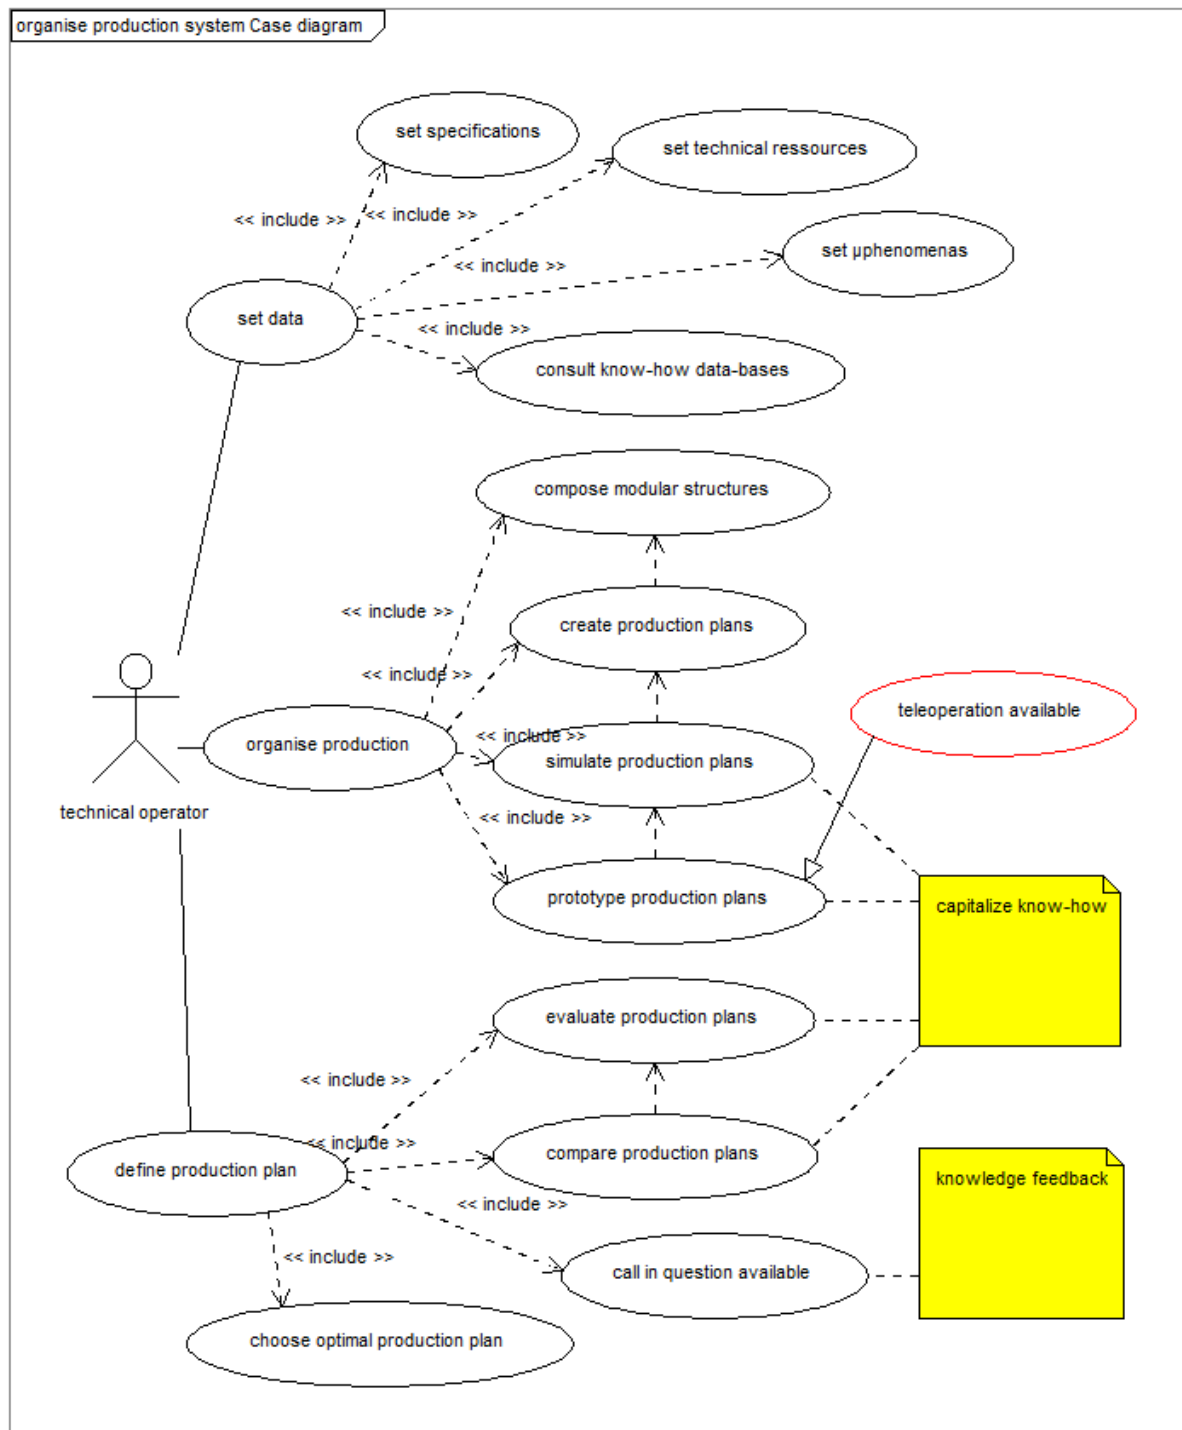 organise production system Case diagram
set specifications
set technical ressources
<< include >>
<< include >>
set µphenomenas
<< include >>
set data
<< include >>
consult know-how data-bases
compose modular structures
<< include >>
create production plans
<< include >>
teleoperation available
<< include >>
organise production
simulate production plans
technical operator
<< include >>
prototype production plans
capitalize know-how
evaluate production plans
<< include >>
<< include >>
compare production plans
define production plan
knowledge feedback
<< include >>
<< include >>
call in question available
choose optimal production plan